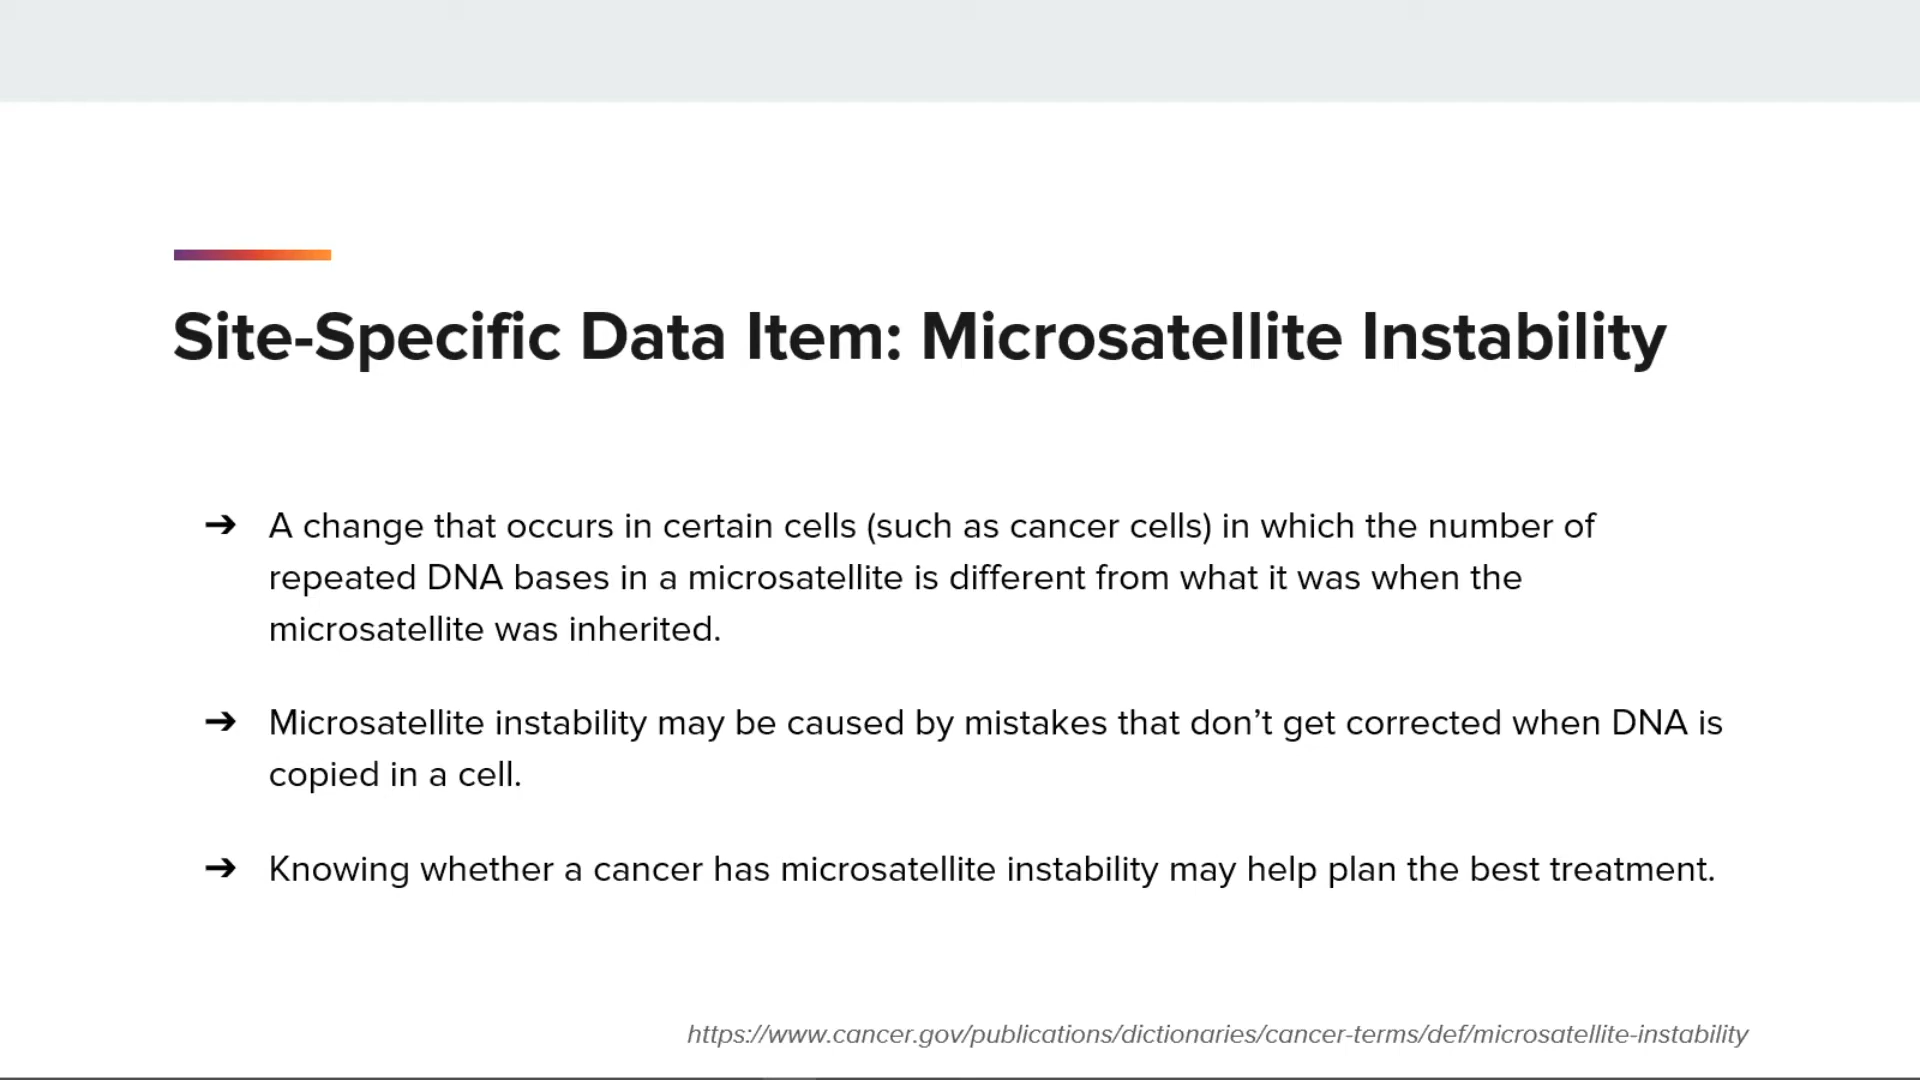 Site-Specific Data Item: Microsatellite Instability
➔ A change that occurs in certain cells (such as cancer cells) in which the number of
repeated DNA bases in a microsatellite is different from what it was when the
microsatellite was inherited.
➔ Microsatellite instability may be caused by mistakes that don’t get corrected when DNA is
copied in a cell.
➔ Knowing whether a cancer has microsatellite instability may help plan the best treatment.
https://www.cancer.gov/publications/dictionaries/cancer-terms/def/microsatellite-instability